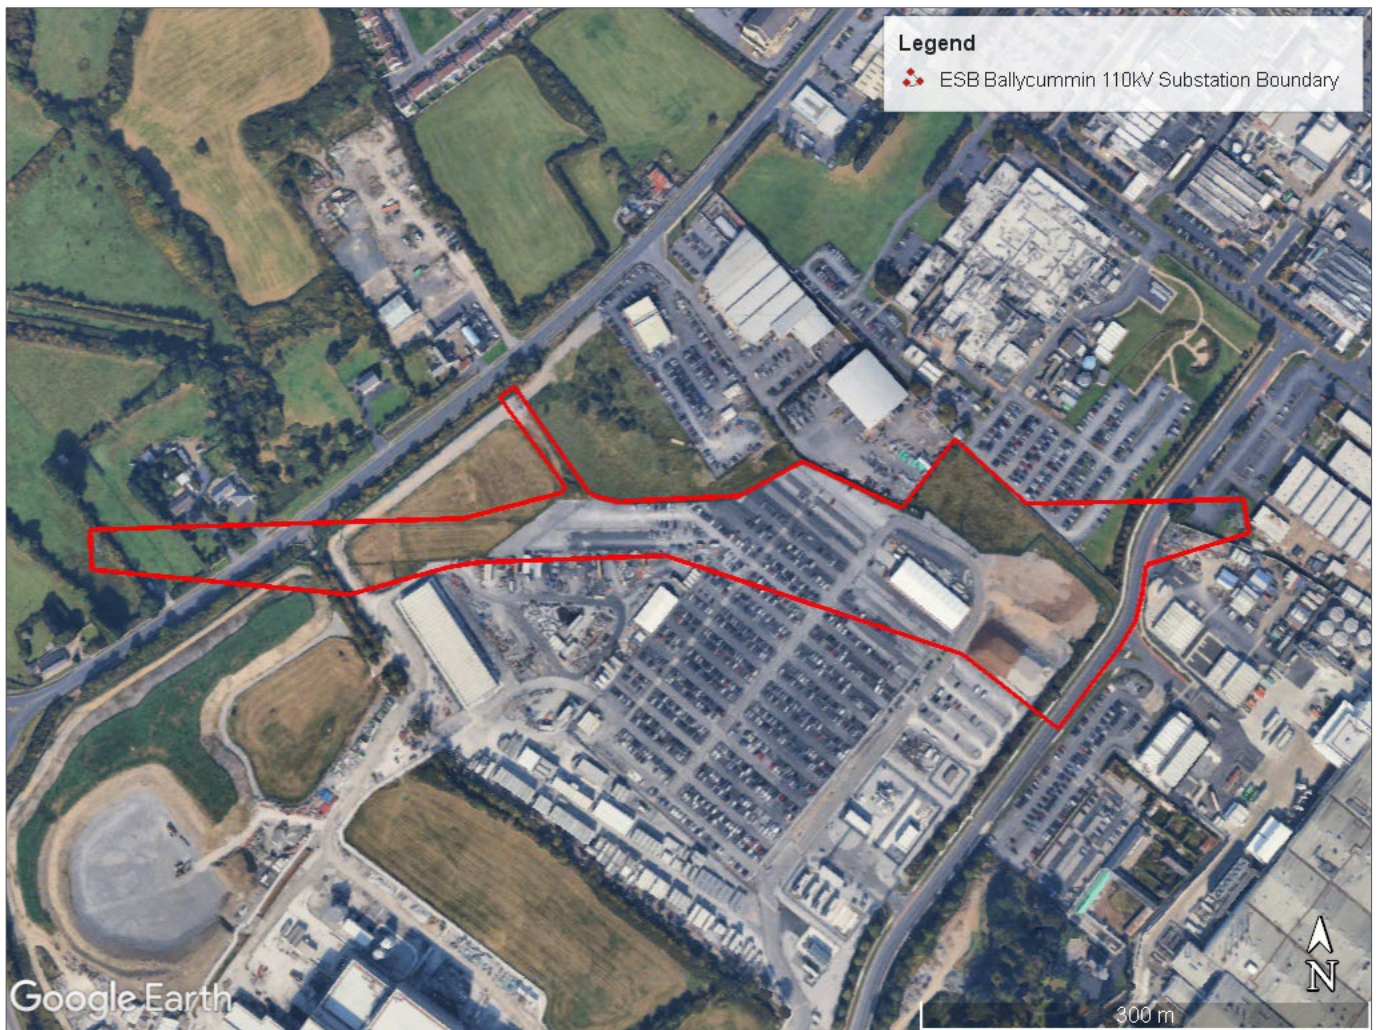 Legend
ESB Ballycummin 110kV Substation Boundary
N
Google Earth
300 m